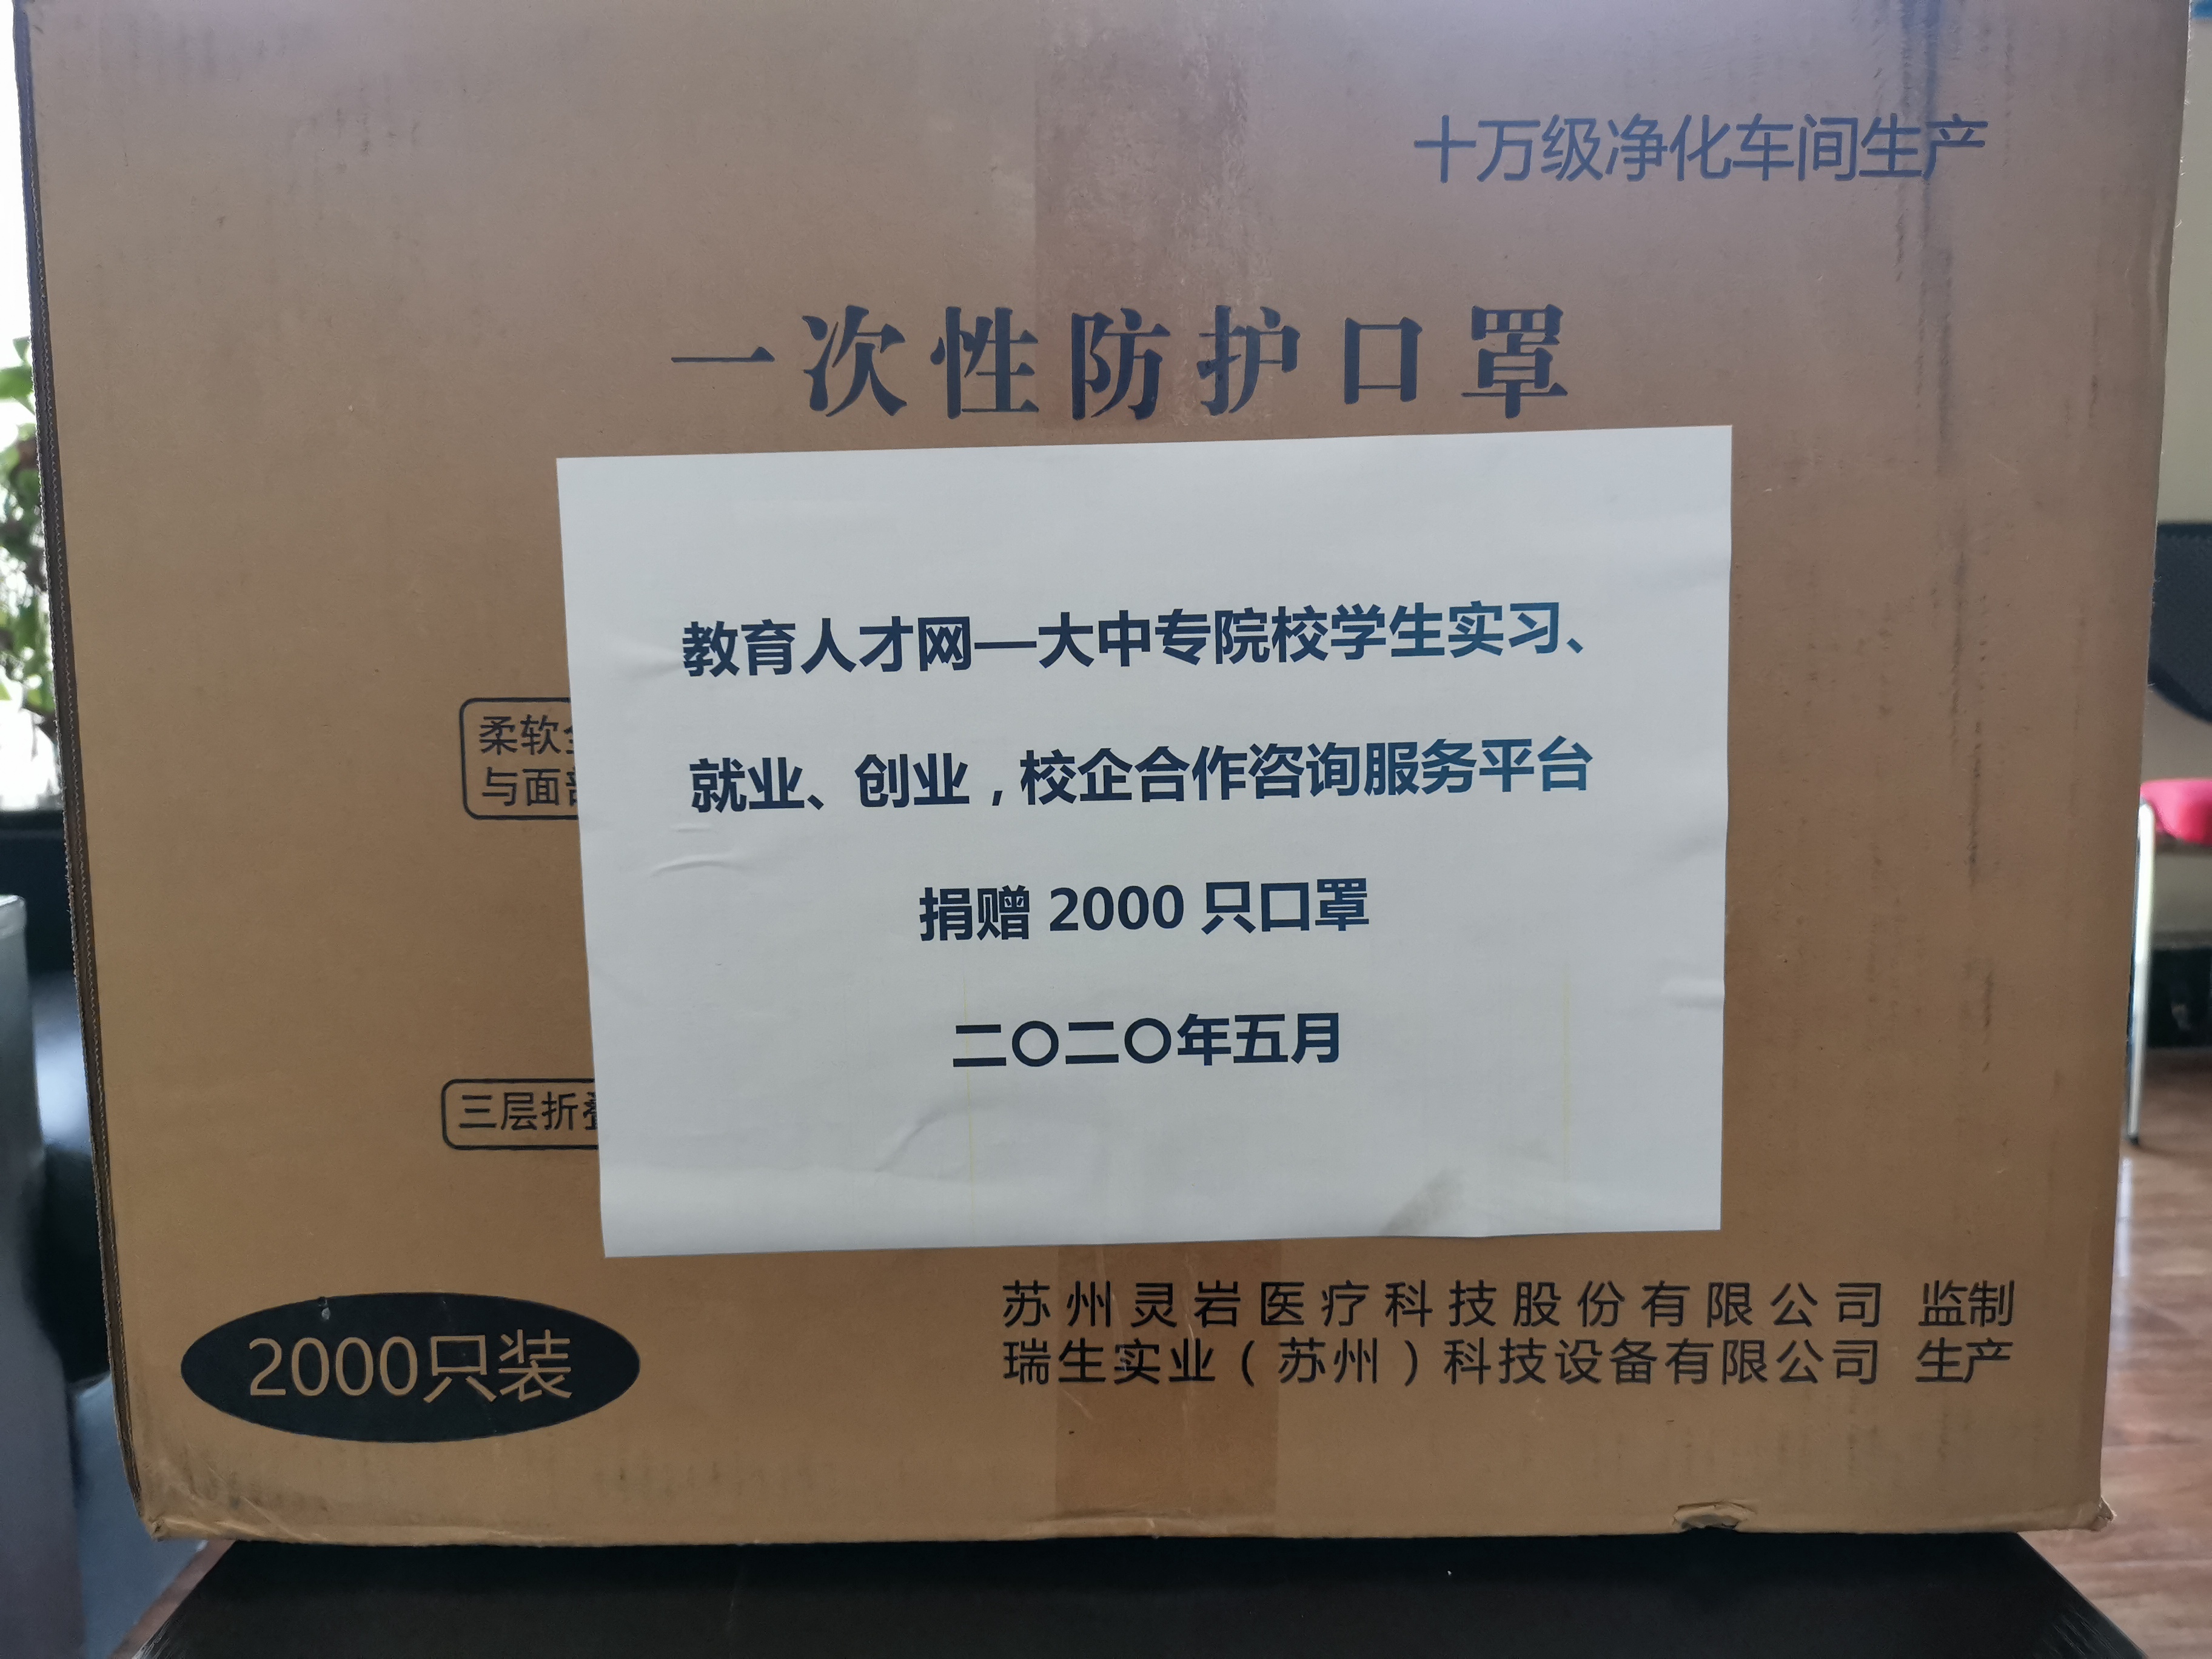 十万级净化车间生产
一次性防护口罩
教育人才网—大中专院校学生实习、
就业、创业，校企合作咨询服务平台
捐赠 2000 只口罩
二〇二〇年五月
柔软
与面
三层折
2000只装
苏州灵岩医疗科技股份有限公司 监制
瑞生实业（苏州）科技设备有限公司 生产